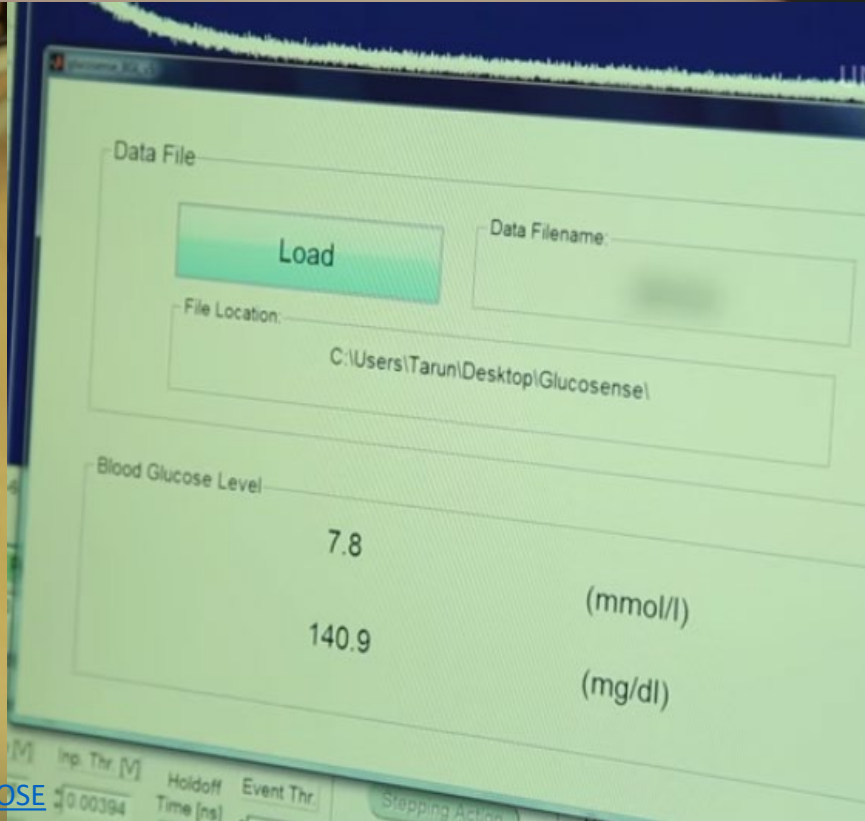 Data File
Load
Data Filename:
File Location:
C:\Users\Tarun\Desktop\Glucosense\
Blood Glucose Level
7.8
(mmol/l)
140.9
(mg/dl)
[V] Inp. Thr. [V] Holdoff Event Thr.
OSE 0.00394 Time [ns] Stepping Action